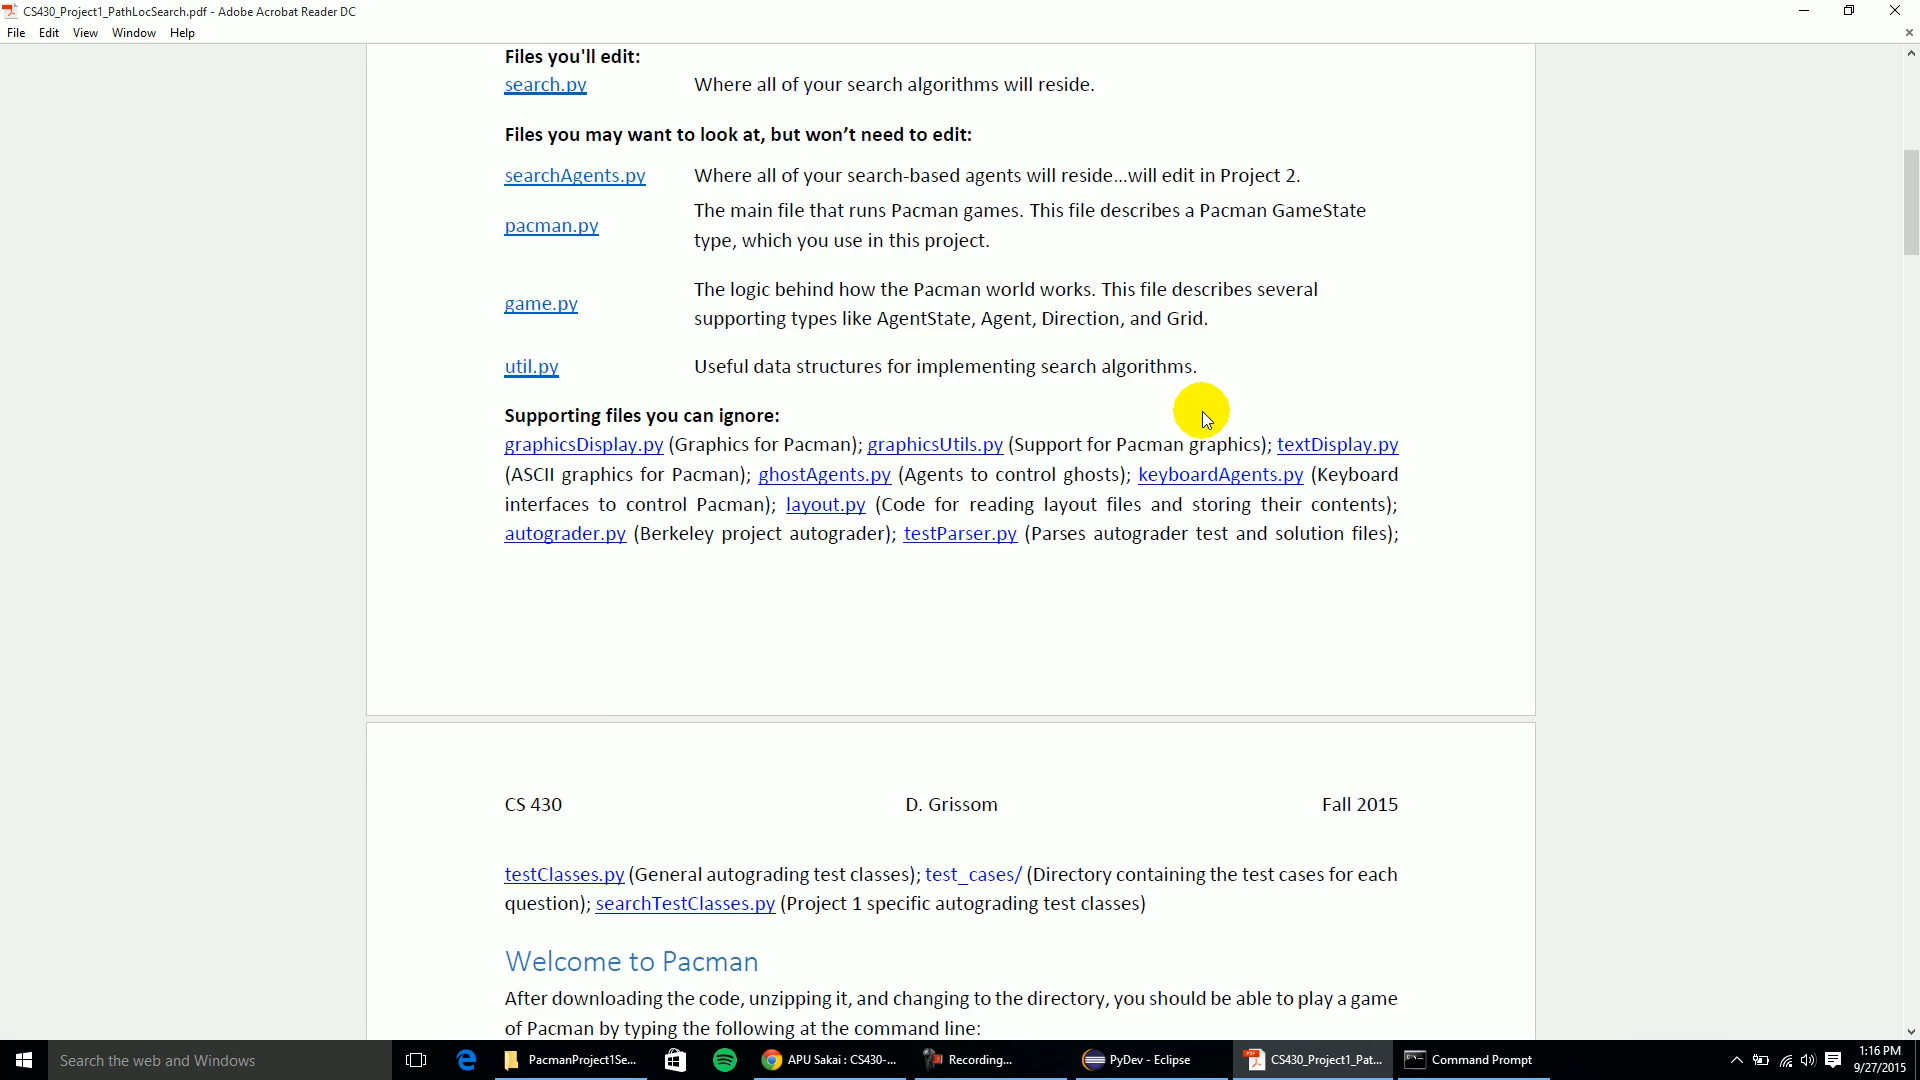 CS430_Project1_PathLocSearch.pdf - Adobe Acrobat Reader DC
File Edit View Window Help
Files you'll edit:
search.py Where all of your search algorithms will reside.
Files you may want to look at, but won’t need to edit:
searchAgents.py Where all of your search-based agents will reside...will edit in Project 2.
pacman.py The main file that runs Pacman games. This file describes a Pacman GameState
type, which you use in this project.
game.py The logic behind how the Pacman world works. This file describes several
supporting types like AgentState, Agent, Direction, and Grid.
util.py Useful data structures for implementing search algorithms.
Supporting files you can ignore:
graphicsDisplay.py (Graphics for Pacman); graphicsUtils.py (Support for Pacman graphics); textDisplay.py
(ASCII graphics for Pacman); ghostAgents.py (Agents to control ghosts); keyboardAgents.py (Keyboard
interfaces to control Pacman); layout.py (Code for reading layout files and storing their contents);
autograder.py (Berkeley project autograder); testParser.py (Parses autograder test and solution files);
CS 430 D. Grissom Fall 2015
testClasses.py (General autograding test classes); test_cases/ (Directory containing the test cases for each
question); searchTestClasses.py (Project 1 specific autograding test classes)
Welcome to Pacman
After downloading the code, unzipping it, and changing to the directory, you should be able to play a game
of Pacman by typing the following at the command line:
Search the web and Windows PacmanProject1Se... APU Sakai : CS430-... Recording... PyDev - Eclipse CS430_Project1_Pat... Command Prompt 1:16 PM
9/27/2015